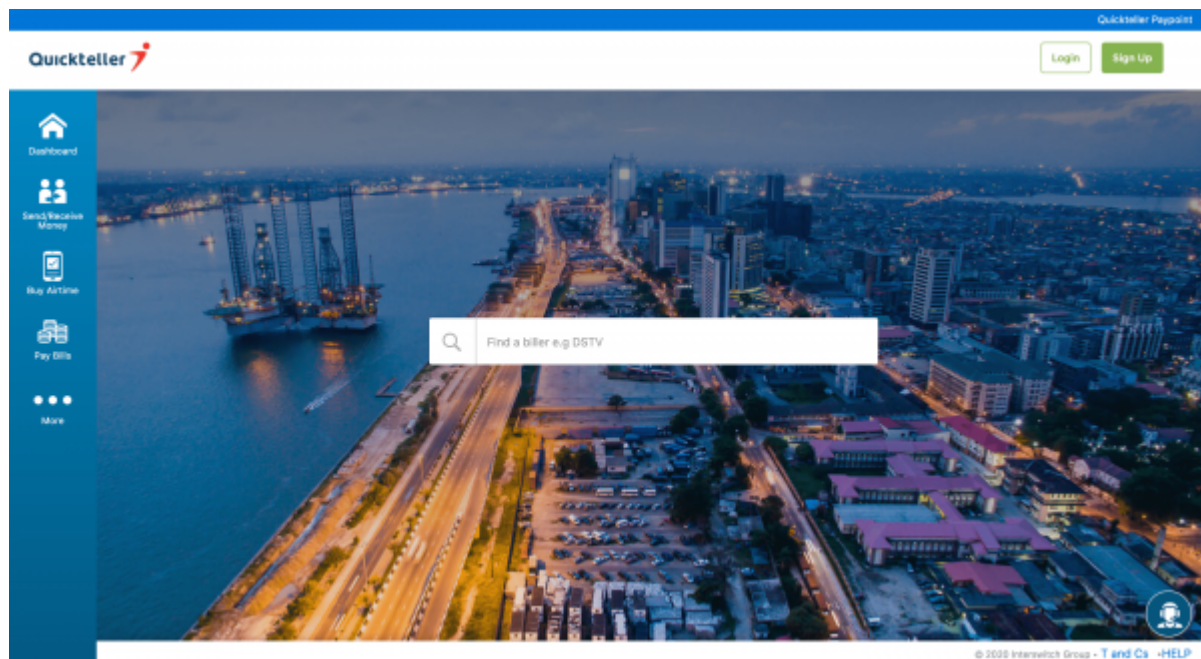 Quickteller Paypoint
Quickteller
Login
Sign Up
Dashboard
Send/Receive
Money
Buy Airtime
Pay Bills
More
Find a biller e.g DSTV
© 2020 Interswitch Group - T and Cs -HELP